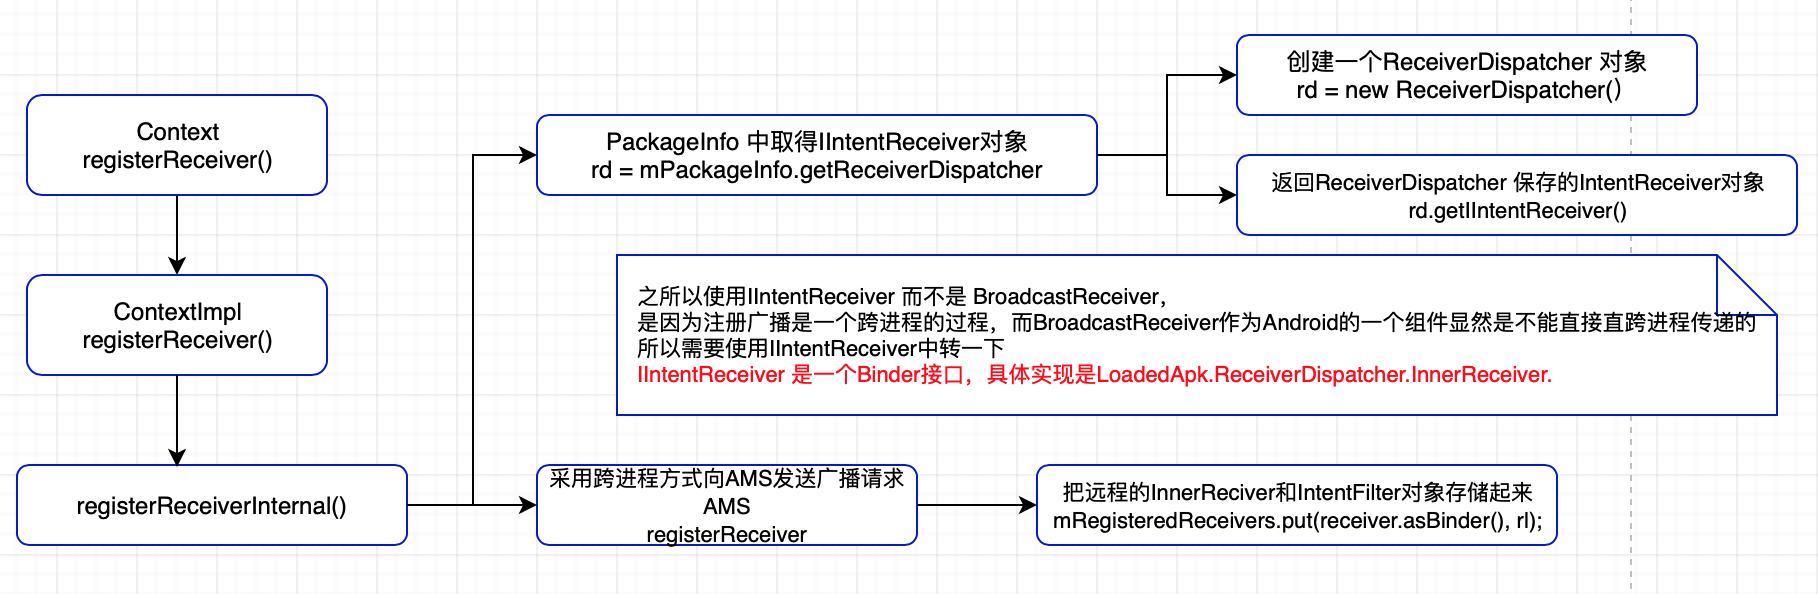 Context
registerReceiver()
ContextImpl
registerReceiver()
registerReceiverInternal()
PackageInfo 中取得IIntentReceiver对象
rd = mPackageInfo.getReceiverDispatcher
创建一个ReceiverDispatcher 对象
rd = new ReceiverDispatcher()
返回ReceiverDispatcher 保存的IntentReceiver对象
rd.getIIntentReceiver()
之所以使用IIntentReceiver 而不是 BroadcastReceiver，
是因为注册广播是一个跨进程的过程，而BroadcastReceiver作为Android的一个组件显然是不能直接直跨进程传递的
所以需要使用IIntentReceiver中转一下
IIntentReceiver 是一个Binder接口，具体实现是LoadedApk.ReceiverDispatcher.InnerReceiver.
采用跨进程方式向AMS发送广播请求
AMS
registerReceiver
把远程的InnerReciver和IntentFilter对象存储起来
mRegisteredReceivers.put(receiver.asBinder(), rl);